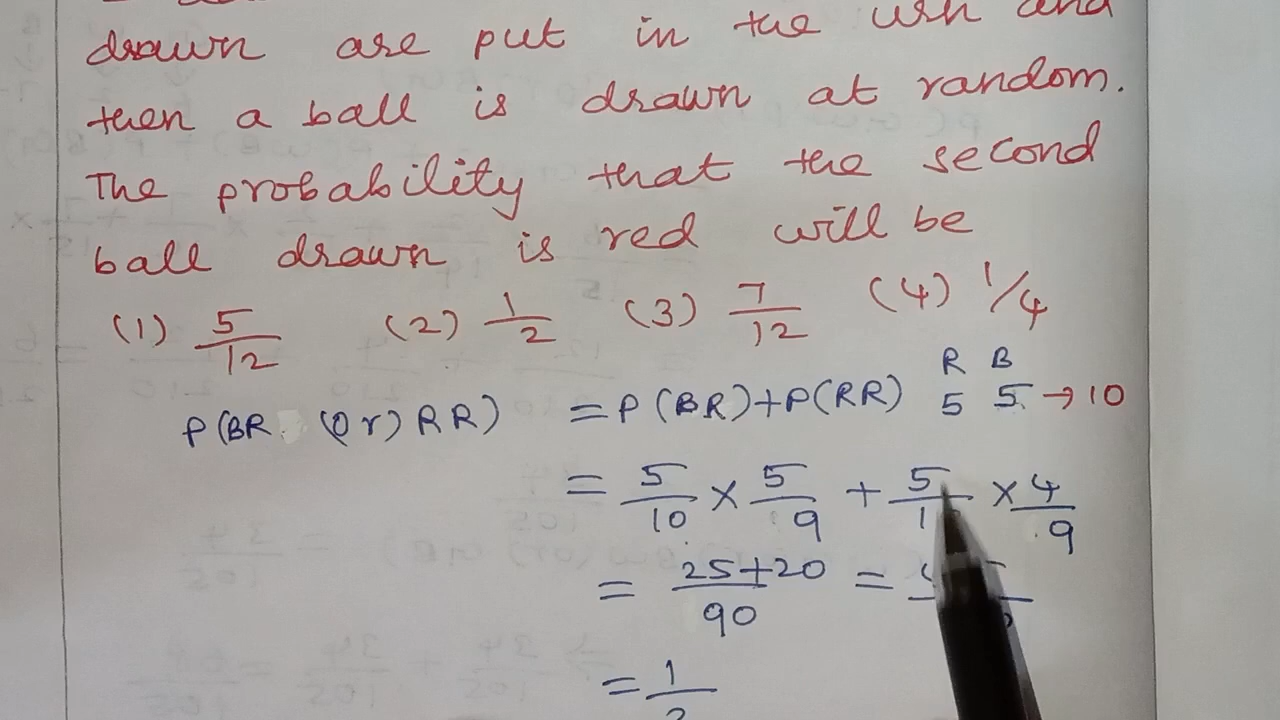 drawn are put in the urn and
then a ball is drawn at random.
The probability that the second
ball drawn is red will be
(1) 5/12 (2) 1/2 (3) 7/12 (4) 1/4
R B
P(BR (Or) RR) = P(BR)+P(RR) 5 5 → 10
= 5/10 × 5/9 + 5/10 × 4/9
= 25+20/90 =
= 1/2